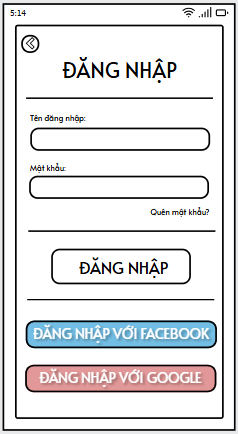 5:14
ĐĂNG NHẬP
Tên đăng nhập:
Mật khẩu:
Quên mật khẩu?
ĐĂNG NHẬP
ĐĂNG NHẬP VỚI FACEBOOK
ĐĂNG NHẬP VỚI GOOGLE